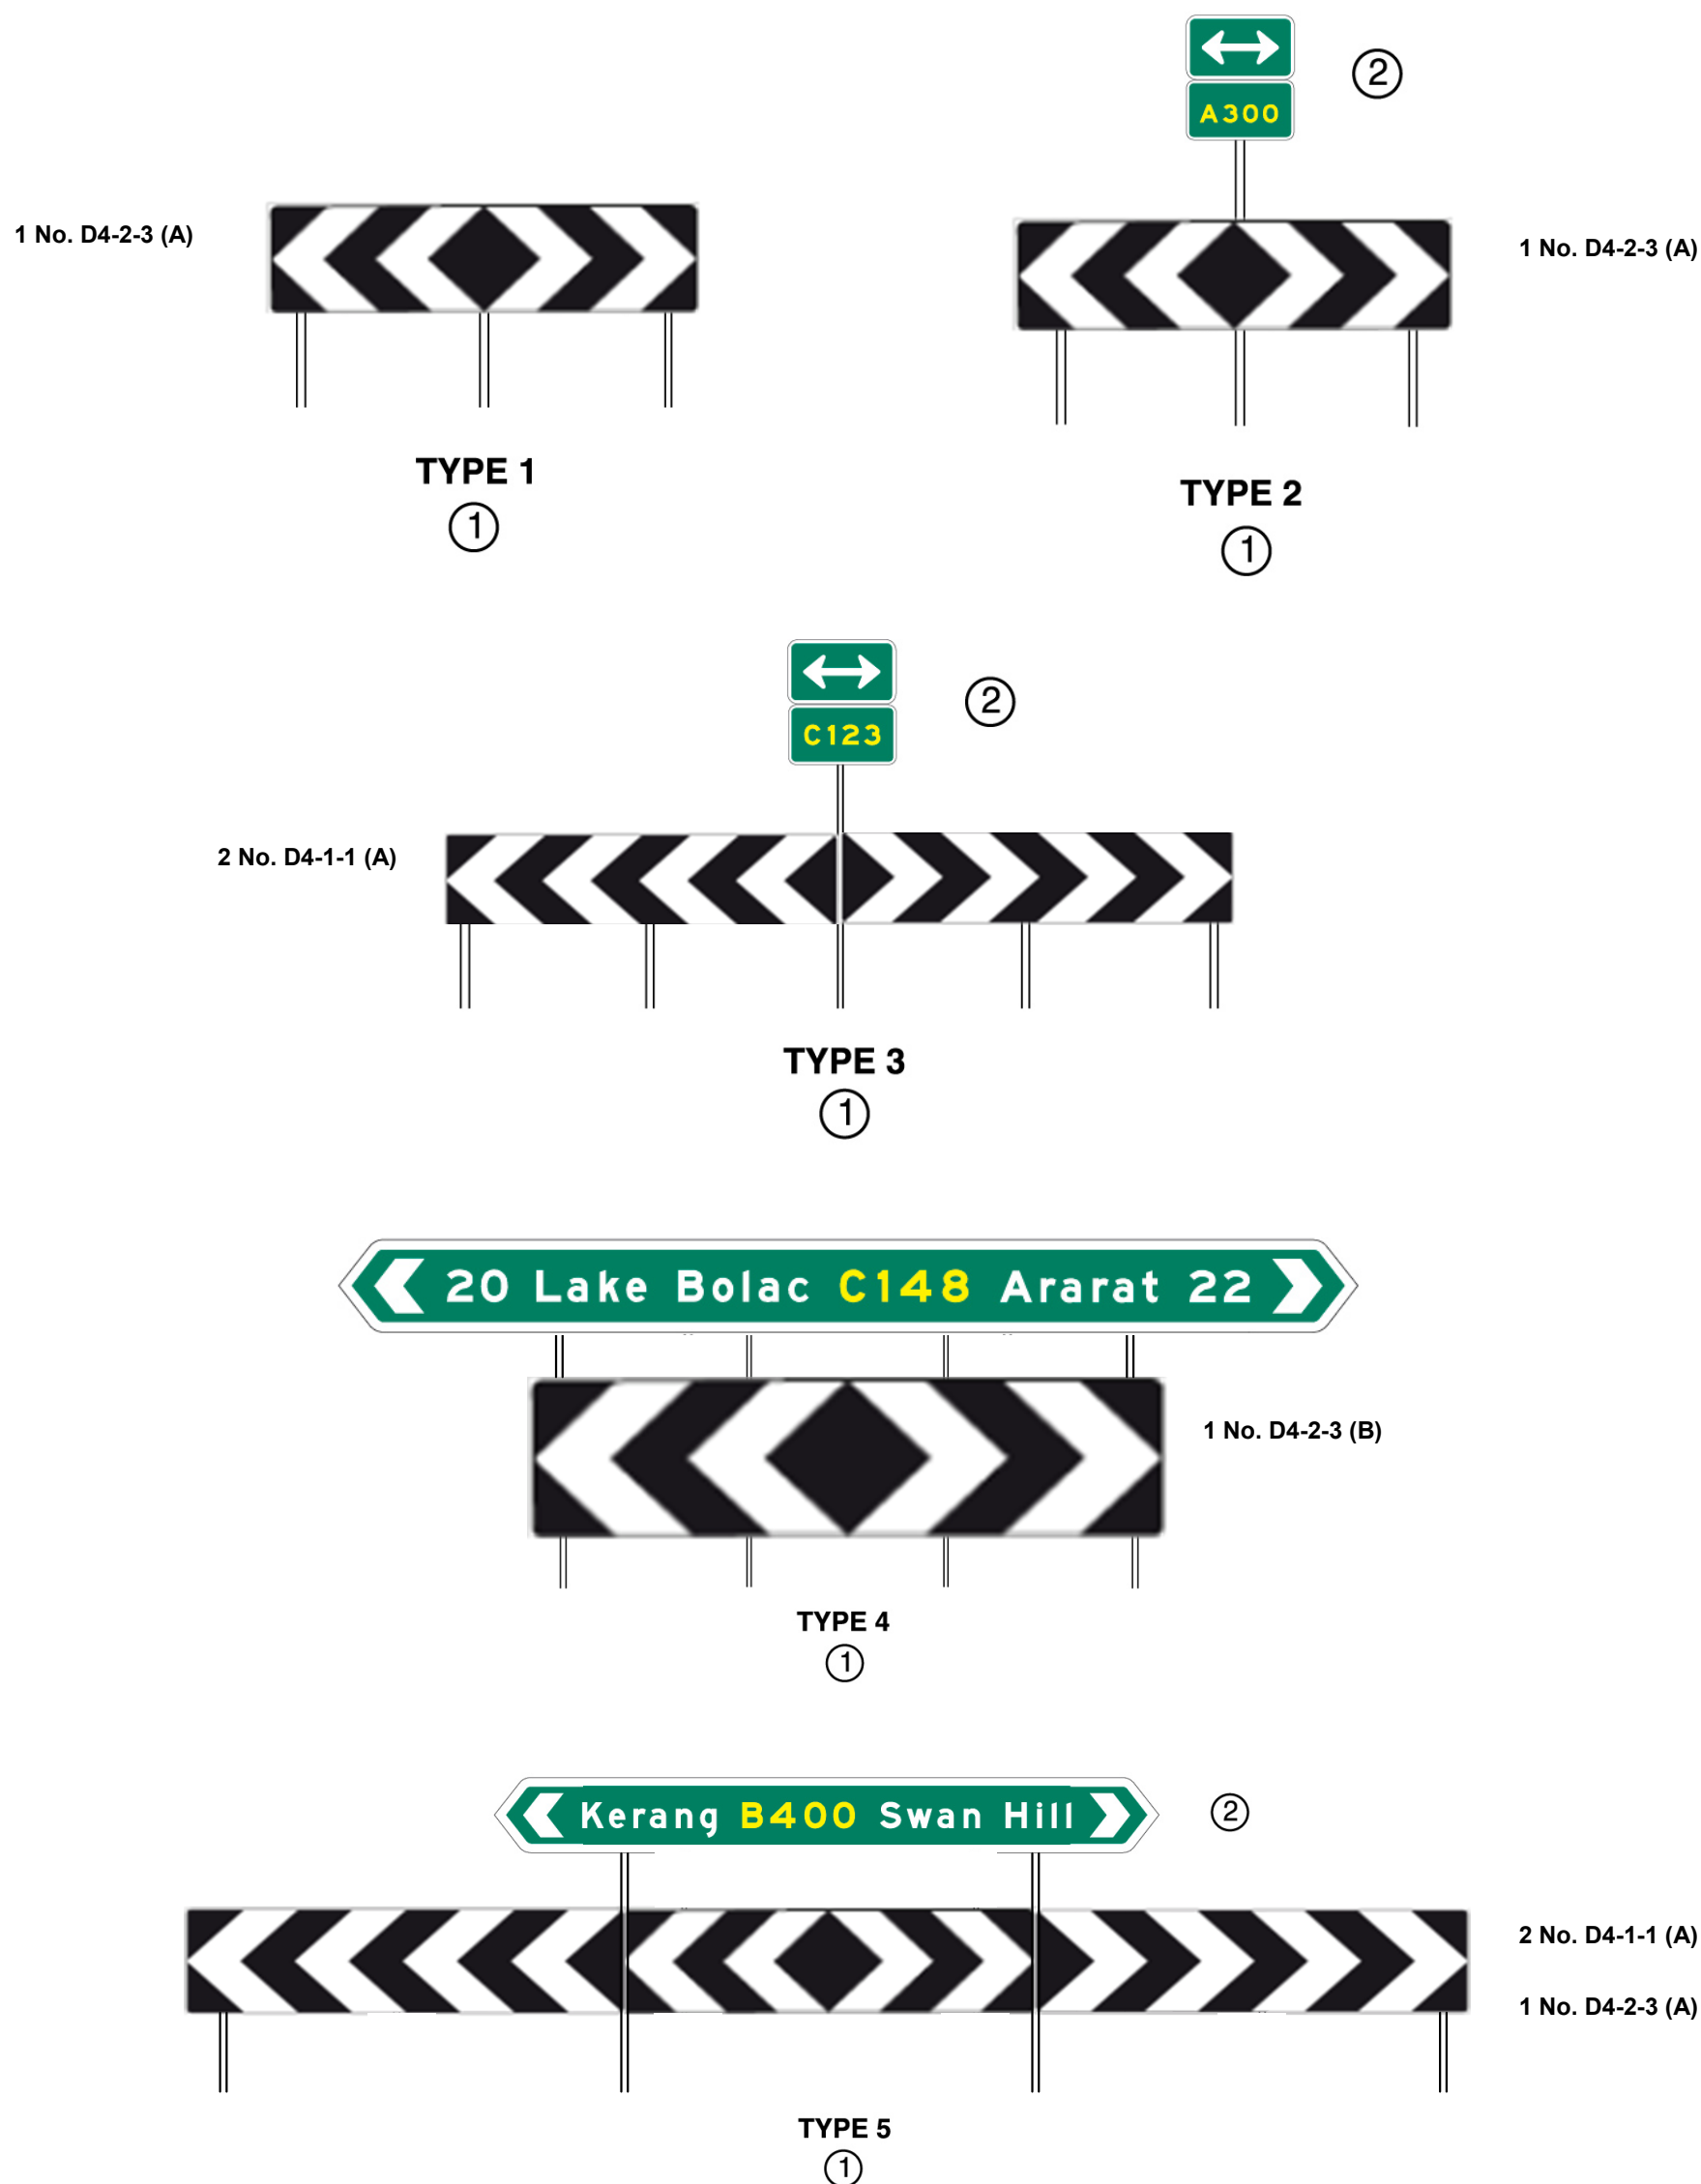 ②
A300
1 No. D4-2-3 (A)
1 No. D4-2-3 (A)
TYPE 1
①
TYPE 2
①
②
C123
2 No. D4-1-1 (A)
TYPE 3
①
20 Lake Bolac C148 Ararat 22
1 No. D4-2-3 (B)
TYPE 4
①
Kerang B400 Swan Hill
②
2 No. D4-1-1 (A)
1 No. D4-2-3 (A)
TYPE 5
①